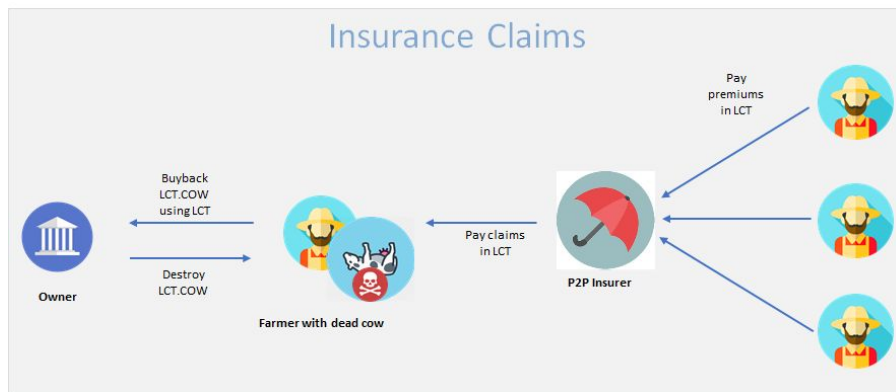 Insurance Claims
Pay
premiums
in LCT
Buyback
LCT.COW
using LCT
Pay claims
in LCT
Destroy
LCT.COW
Owner
P2P Insurer
Farmer with dead cow